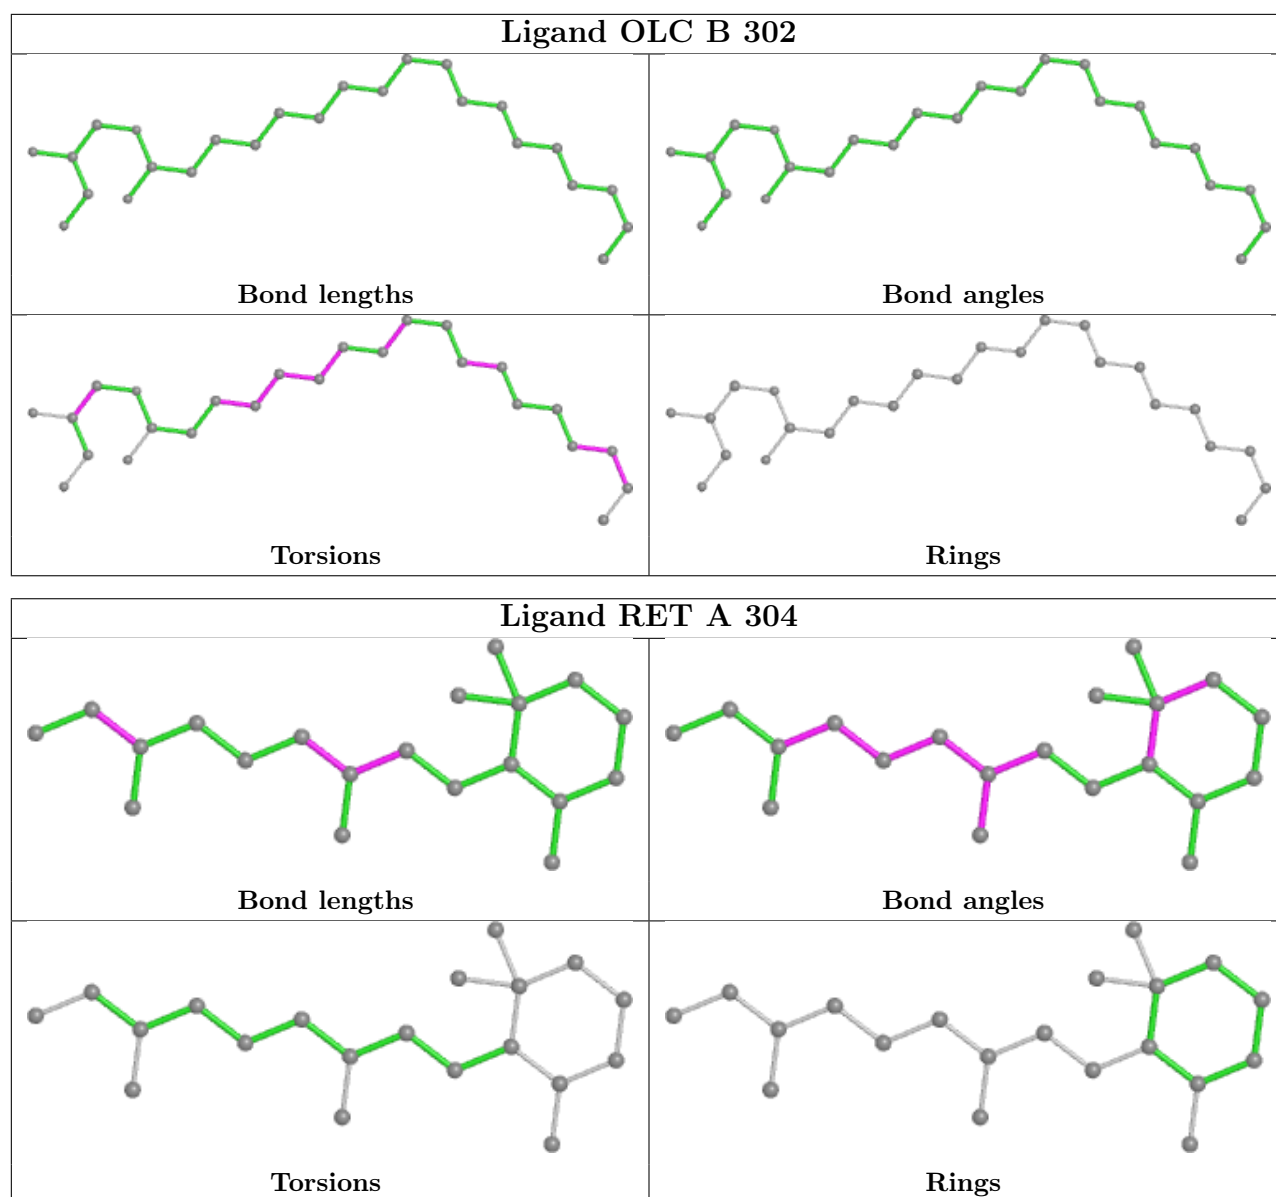 Ligand OLC B 302
Bond lengths
Bond angles
Torsions
Rings
Ligand RET A 304
Bond lengths
Bond angles
Torsions
Rings